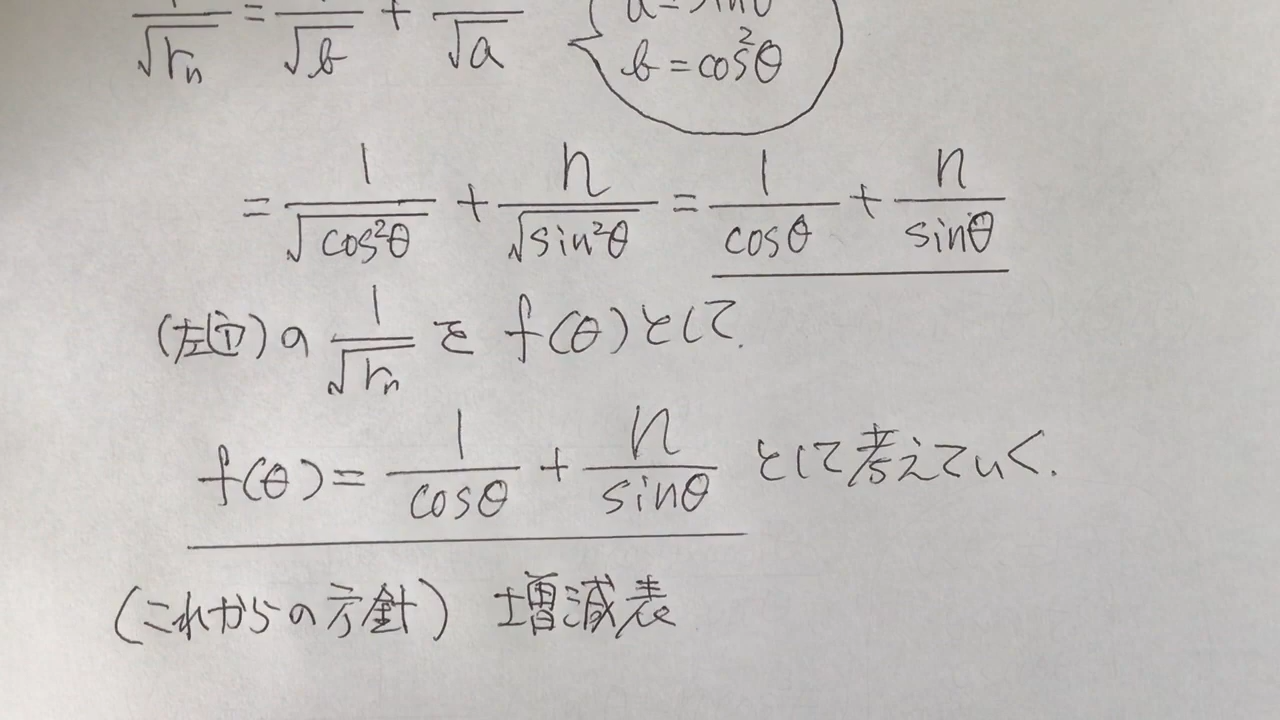 1/√rₙ = 1/√b + /√a
a = sin θ
b = cos²θ
= 1/√cos²θ + n/√sin²θ = 1/cosθ + n/sinθ
(左辺)の 1/√rₙ を f(θ)として.
f(θ) = 1/cosθ + n/sinθ として考えていく.
(これからの方針) 増減表